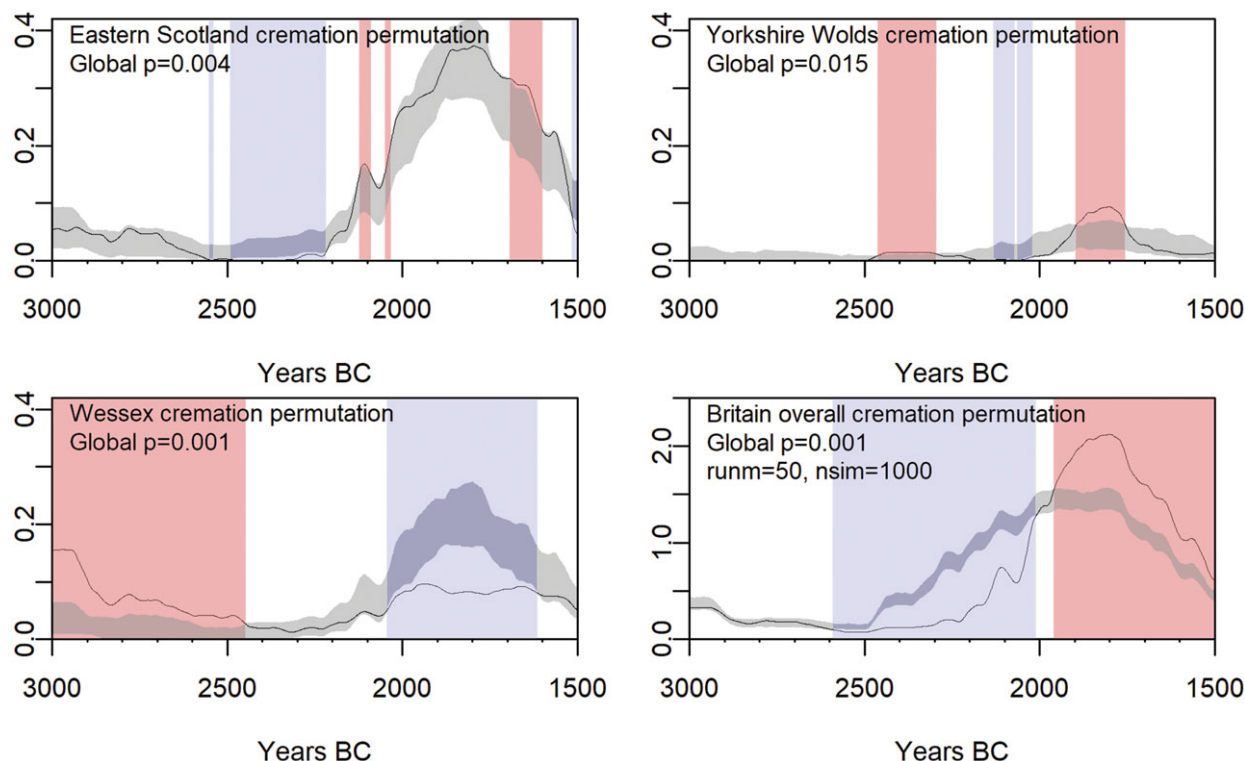 Eastern Scotland cremation permutation
Global p=0.004
0.4
0.2
0.0
3000 2500 2000 1500
Years BC
Yorkshire Wolds cremation permutation
Global p=0.015
0.4
0.2
0.0
3000 2500 2000 1500
Years BC
Wessex cremation permutation
Global p=0.001
0.4
0.2
0.0
3000 2500 2000 1500
Years BC
Britain overall cremation permutation
Global p=0.001
runm=50, nsim=1000
2.0
1.0
0.0
3000 2500 2000 1500
Years BC